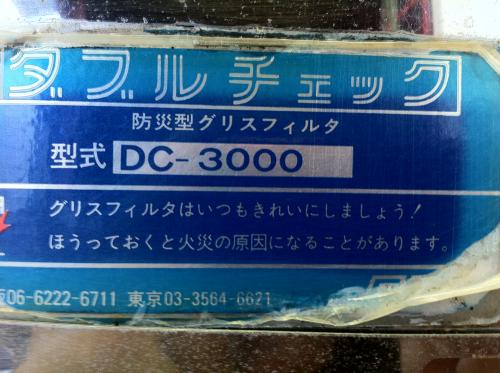 ダブルチェック
防災型グリスフィルタ
型式 DC-3000
グリスフィルタはいつもきれいにしましょう!
ほうっておくと火災の原因になることがあります。
06-6222-6711 東京03-3564-6621